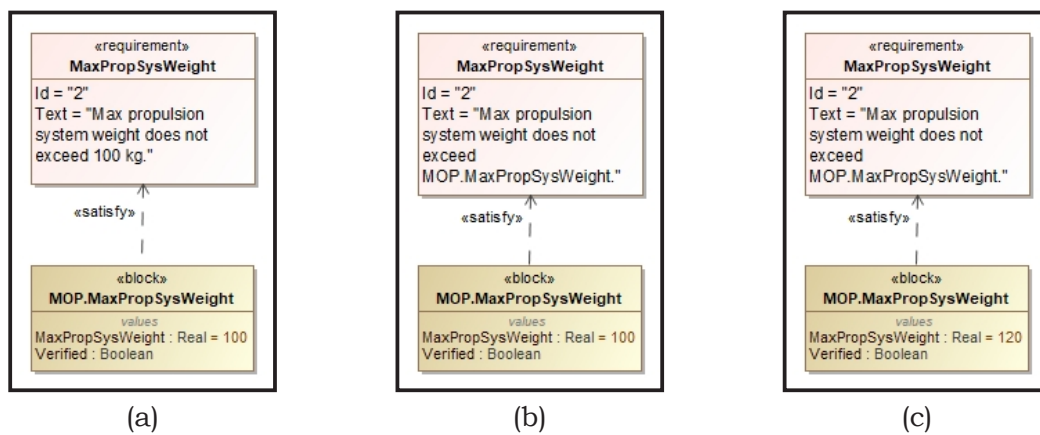 «requirement»
MaxPropSysWeight
Id = "2"
Text = "Max propulsion
system weight does not
exceed 100 kg."
«satisfy»
«block»
MOP.MaxPropSysWeight
values
MaxPropSysWeight : Real = 100
Verified : Boolean
(a)
«requirement»
MaxPropSysWeight
Id = "2"
Text = "Max propulsion
system weight does not
exceed
MOP.MaxPropSysWeight."
«satisfy»
«block»
MOP.MaxPropSysWeight
values
MaxPropSysWeight : Real = 100
Verified : Boolean
(b)
«requirement»
MaxPropSysWeight
Id = "2"
Text = "Max propulsion
system weight does not
exceed
MOP.MaxPropSysWeight."
«satisfy»
«block»
MOP.MaxPropSysWeight
values
MaxPropSysWeight : Real = 120
Verified : Boolean
(c)